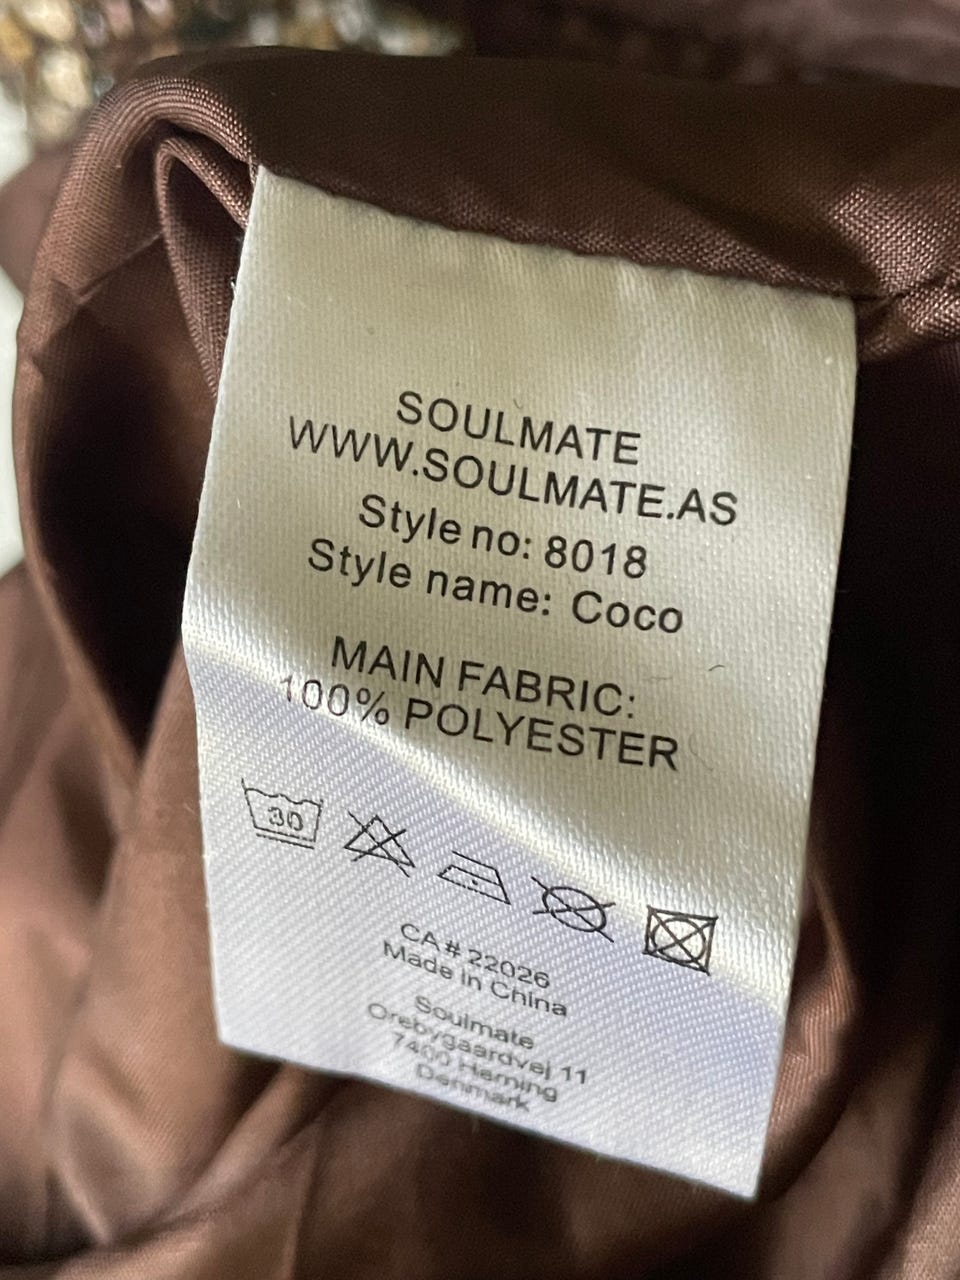 SOULMATE
WWW.SOULMATE.AS
Style no: 8018
Style name: Coco
MAIN FABRIC:
100% POLYESTER
30
CA # 22026
Made in China
Soulmate
Orebygaardvej 11
7400 Herning
Denmark